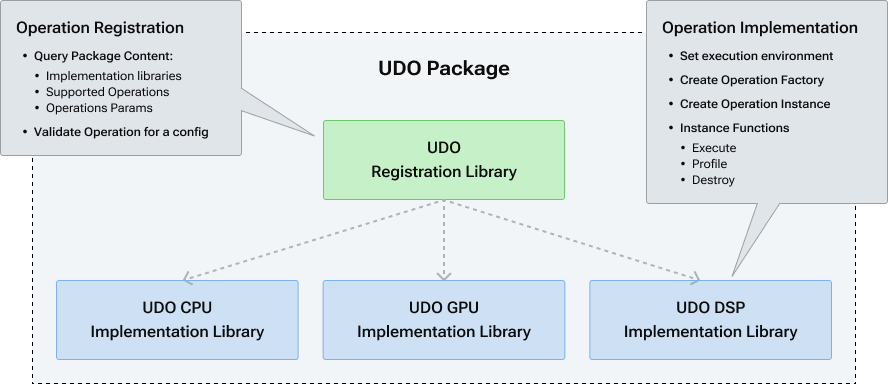 Operation Registration
• Query Package Content:
• Implementation libraries
• Supported Operations
• Operations Params
• Validate Operation for a config
UDO Package
Operation Implementation
• Set execution environment
• Create Operation Factory
• Create Operation Instance
• Instance Functions
• Execute
• Profile
• Destroy
UDO
Registration Library
UDO CPU
Implementation Library
UDO GPU
Implementation Library
UDO DSP
Implementation Library